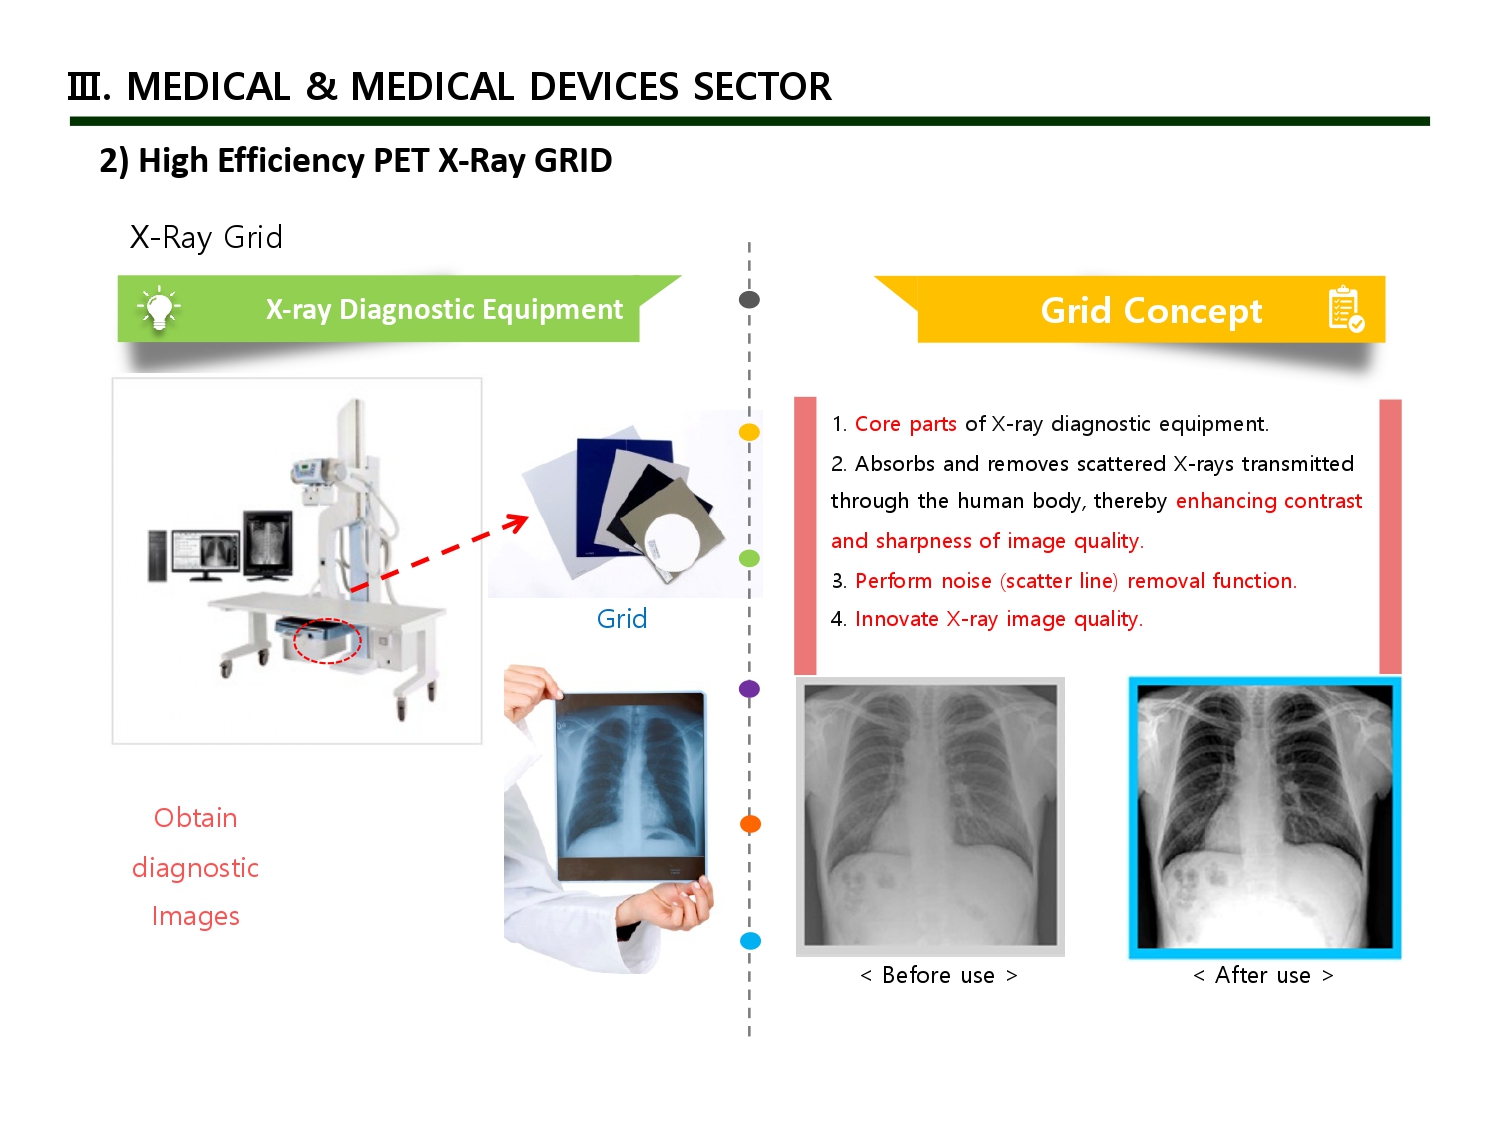 Ⅲ. MEDICAL & MEDICAL DEVICES SECTOR
2) High Efficiency PET X-Ray GRID
X-Ray Grid
X-ray Diagnostic Equipment
Grid
Obtain
diagnostic
Images
Grid Concept
1. Core parts of X-ray diagnostic equipment.
2. Absorbs and removes scattered X-rays transmitted
through the human body, thereby enhancing contrast
and sharpness of image quality.
3. Perform noise (scatter line) removal function.
4. Innovate X-ray image quality.
< Before use >
< After use >